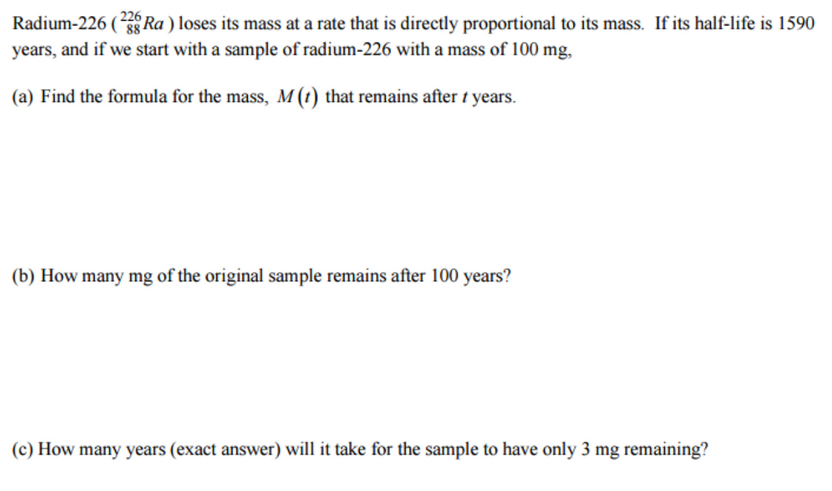 Radium-226 ( ²²⁶₈₈Ra ) loses its mass at a rate that is directly proportional to its mass. If its half-life is 1590
years, and if we start with a sample of radium-226 with a mass of 100 mg,
(a) Find the formula for the mass, M(t) that remains after t years.
(b) How many mg of the original sample remains after 100 years?
(c) How many years (exact answer) will it take for the sample to have only 3 mg remaining?